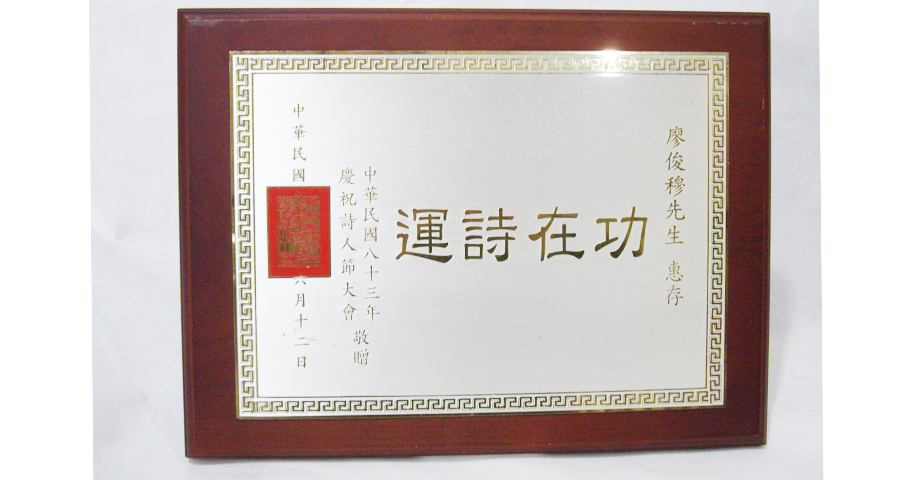 廖俊穆先生 惠存
功在詩運
中華民國八十三年
慶祝詩人節大會 敬贈
中華民國
六月十二日